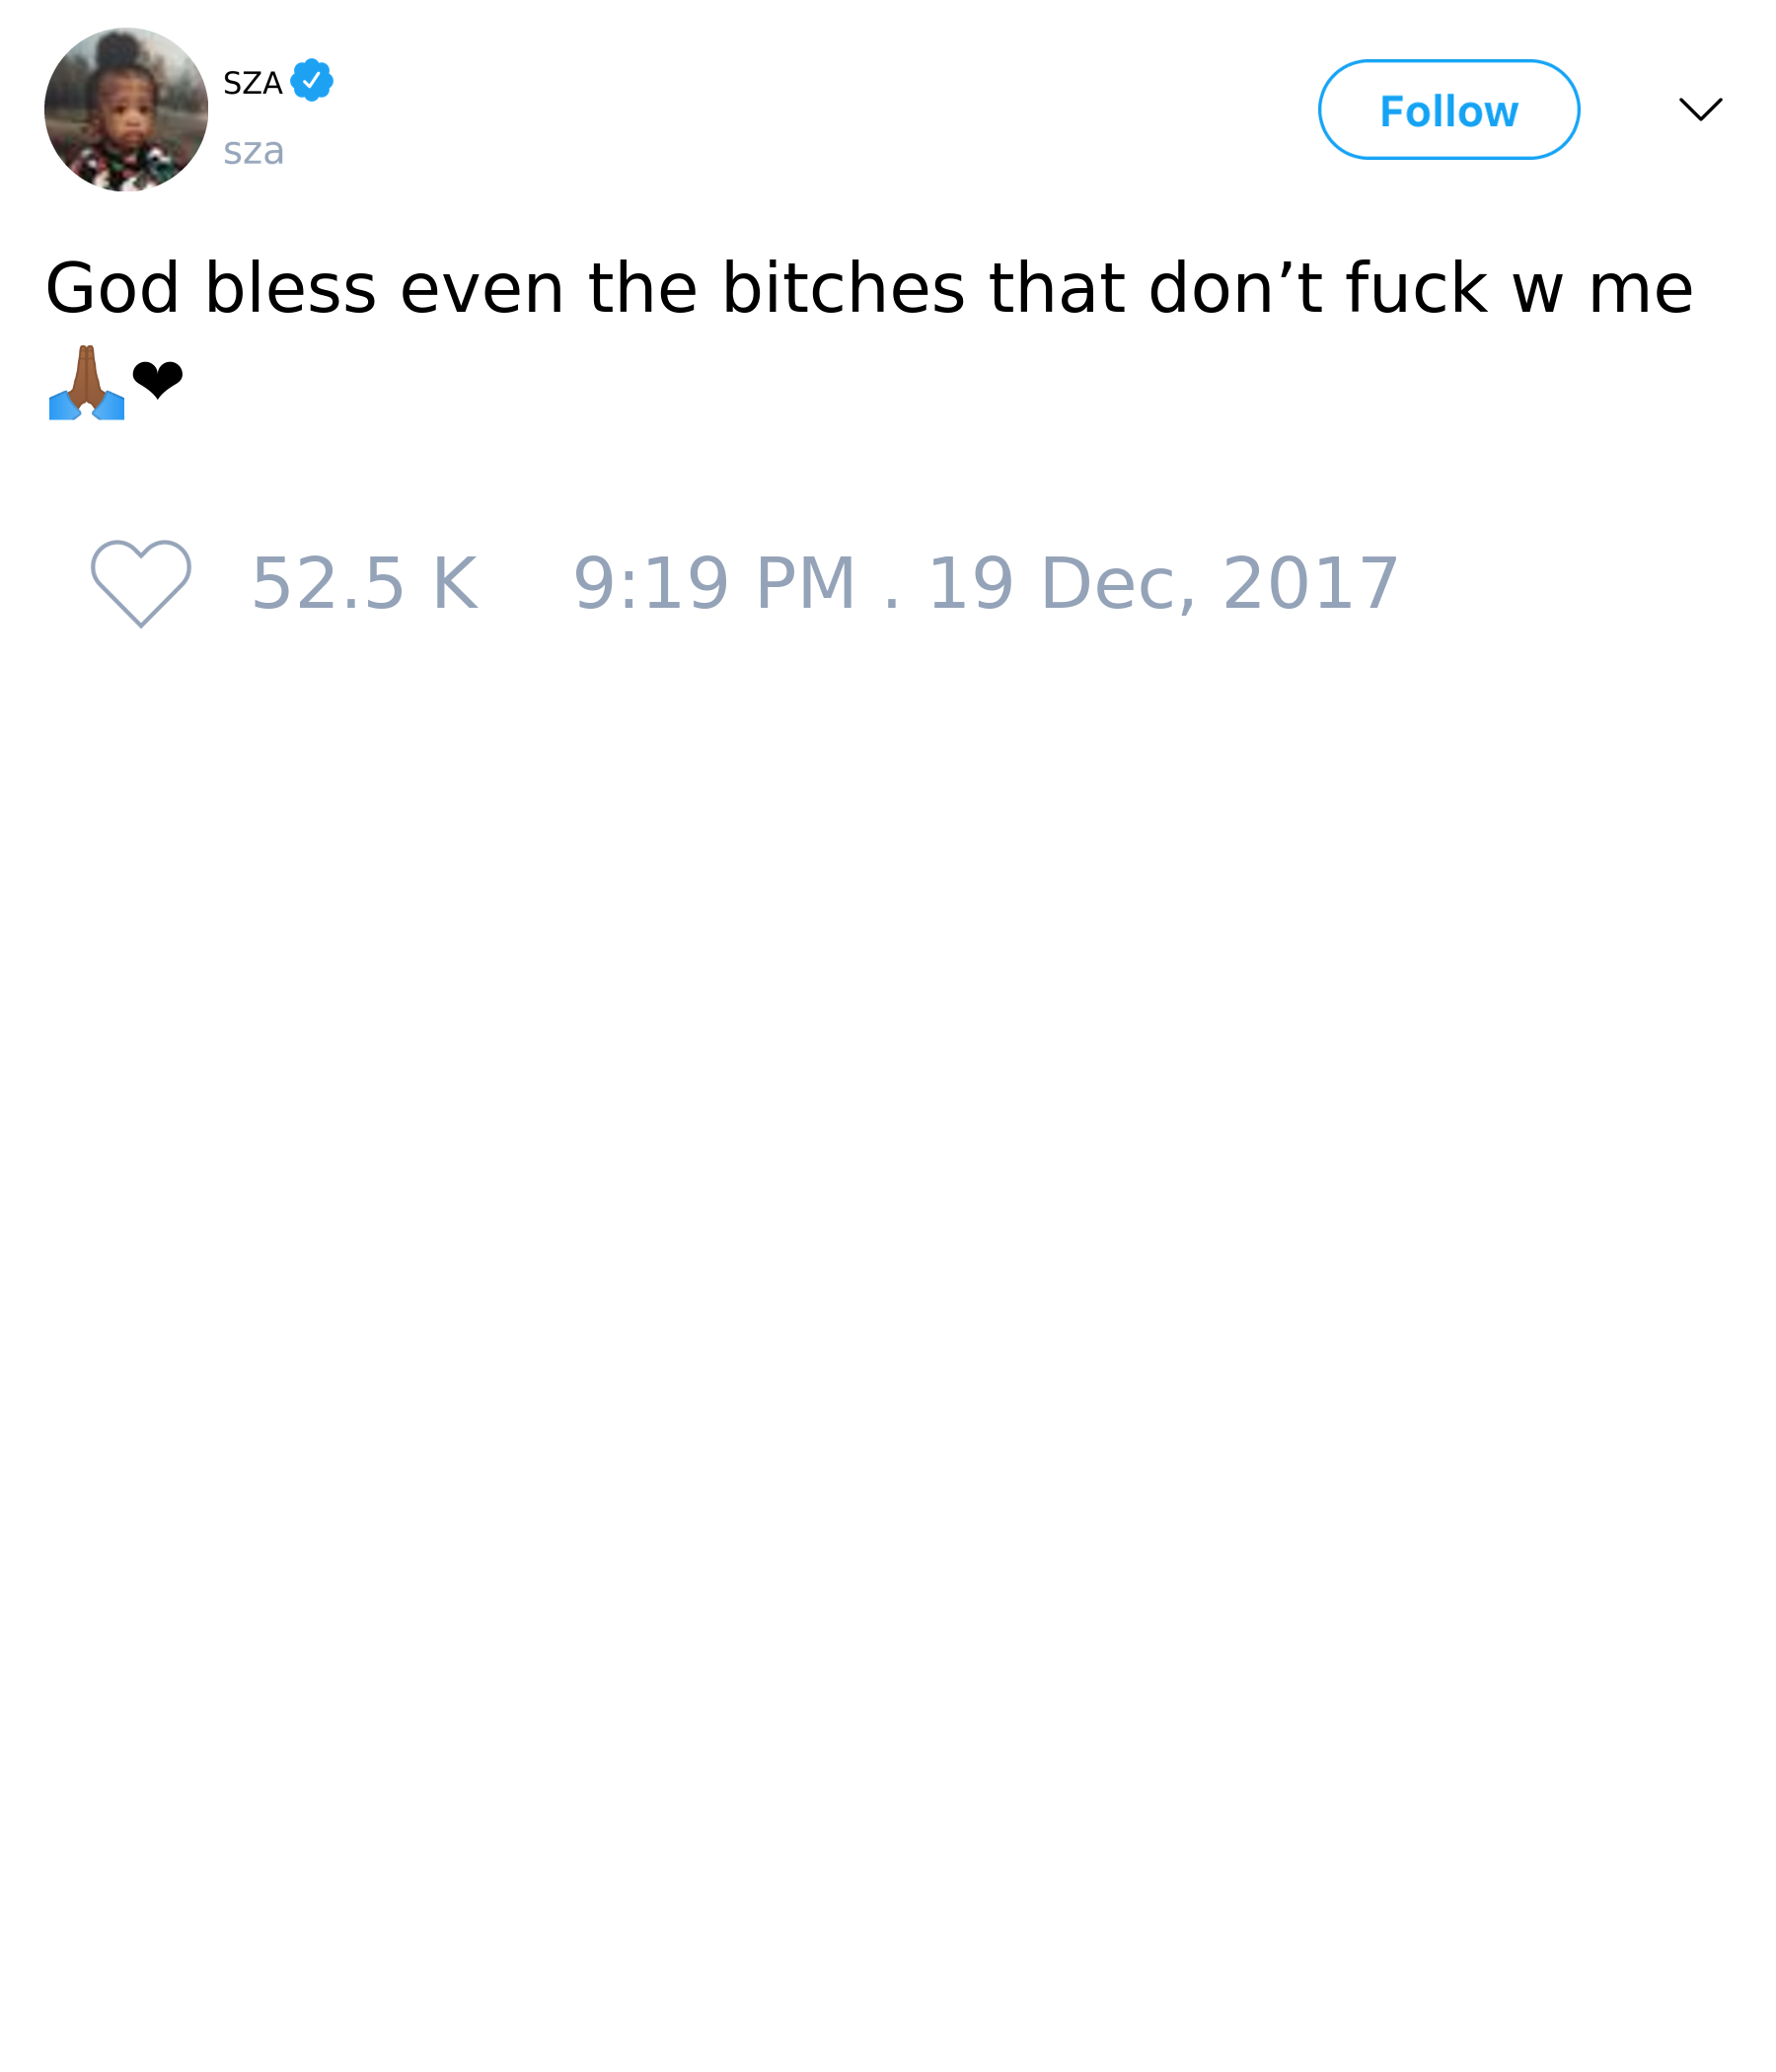 SZA
sza
Follow
God bless even the bitches that don’t fuck w me
🙏🏾❤
52.5 K 9:19 PM . 19 Dec, 2017